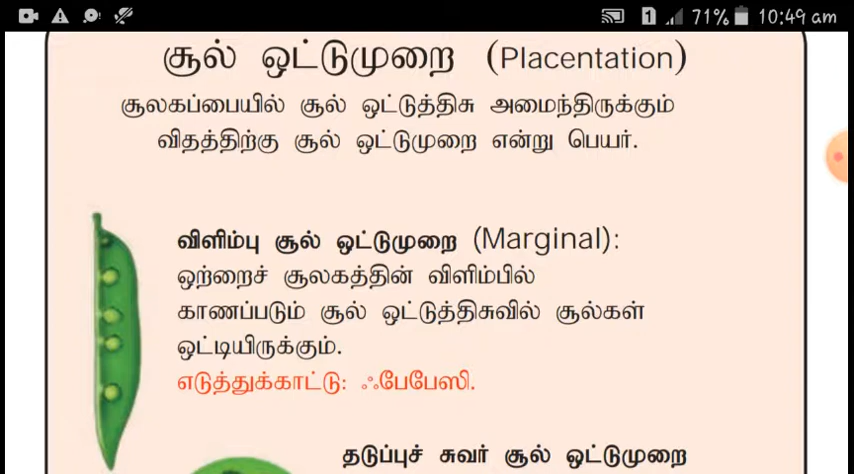 1 71% 10:49 am
சூல் ஒட்டுமுறை (Placentation)
சூலகப்பையில் சூல் ஒட்டுத்திசு அமைந்திருக்கும்
விதத்திற்கு சூல் ஒட்டுமுறை என்று பெயர்.
விளிம்பு சூல் ஒட்டுமுறை (Marginal):
ஒற்றைச் சூலகத்தின் விளிம்பில்
காணப்படும் சூல் ஒட்டுத்திசுவில் சூல்கள்
ஒட்டியிருக்கும்.
எடுத்துக்காட்டு: ஃபேபேஸி.
தடுப்புச் சுவர் சூல் ஒட்டுமுறை